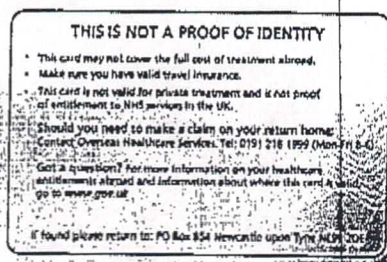 THIS IS NOT A PROOF OF IDENTITY
• This card may not cover the full cost of treatment abroad.
• Make sure you have valid travel insurance.
• This card is not valid for private treatment and is not proof
of entitlement to NHS services in the UK.
Should you need to make a claim on your return home:
Contact Overseas Healthcare Services. Tel: 0191 218 1999 (Mon-Fri
Got a question? For more information on your healthcare
entitlements abroad and information about where this card is valid,
go to www.gov.uk
If found please return to: PO Box Newcastle upon Tyne